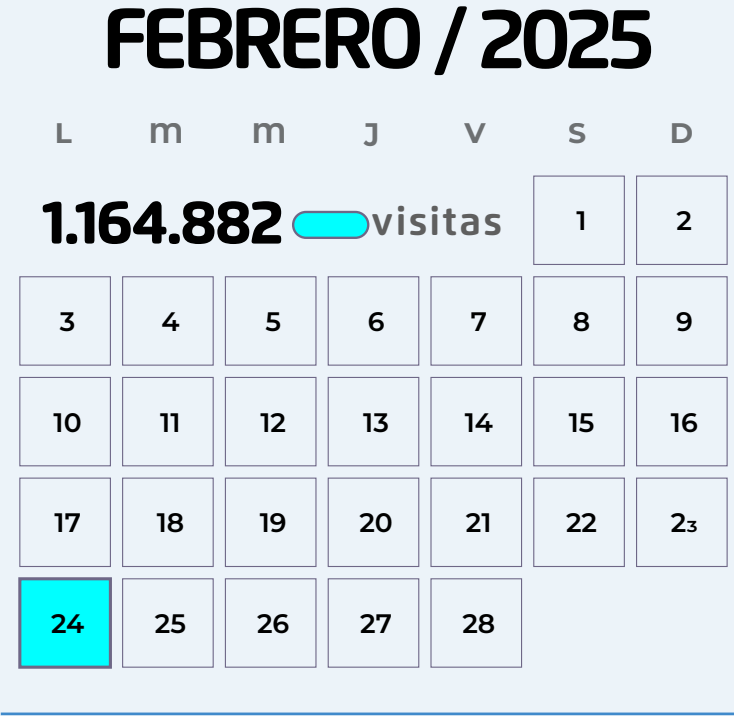 FEBRERO / 2025
L m m J V S D
1.164.882 visitas 1 2
3 4 5 6 7 8 9
10 11 12 13 14 15 16
17 18 19 20 21 22 23
24 25 26 27 28